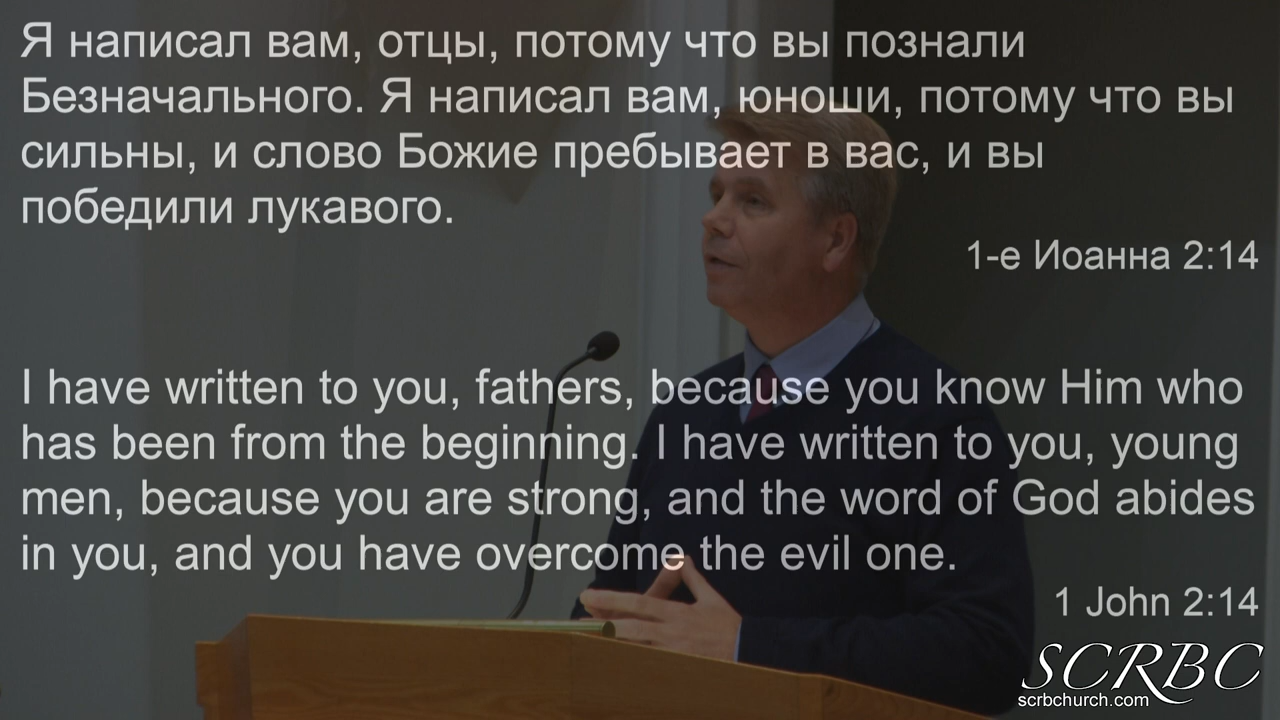 Я написал вам, отцы, потому что вы познали
Безначального. Я написал вам, юноши, потому что вы
сильны, и слово Божие пребывает в вас, и вы
победили лукавого.
1-е Иоанна 2:14
I have written to you, fathers, because you know Him who
has been from the beginning. I have written to you, young
men, because you are strong, and the word of God abides
in you, and you have overcome the evil one.
1 John 2:14
SCRBC
scrbchurch.com